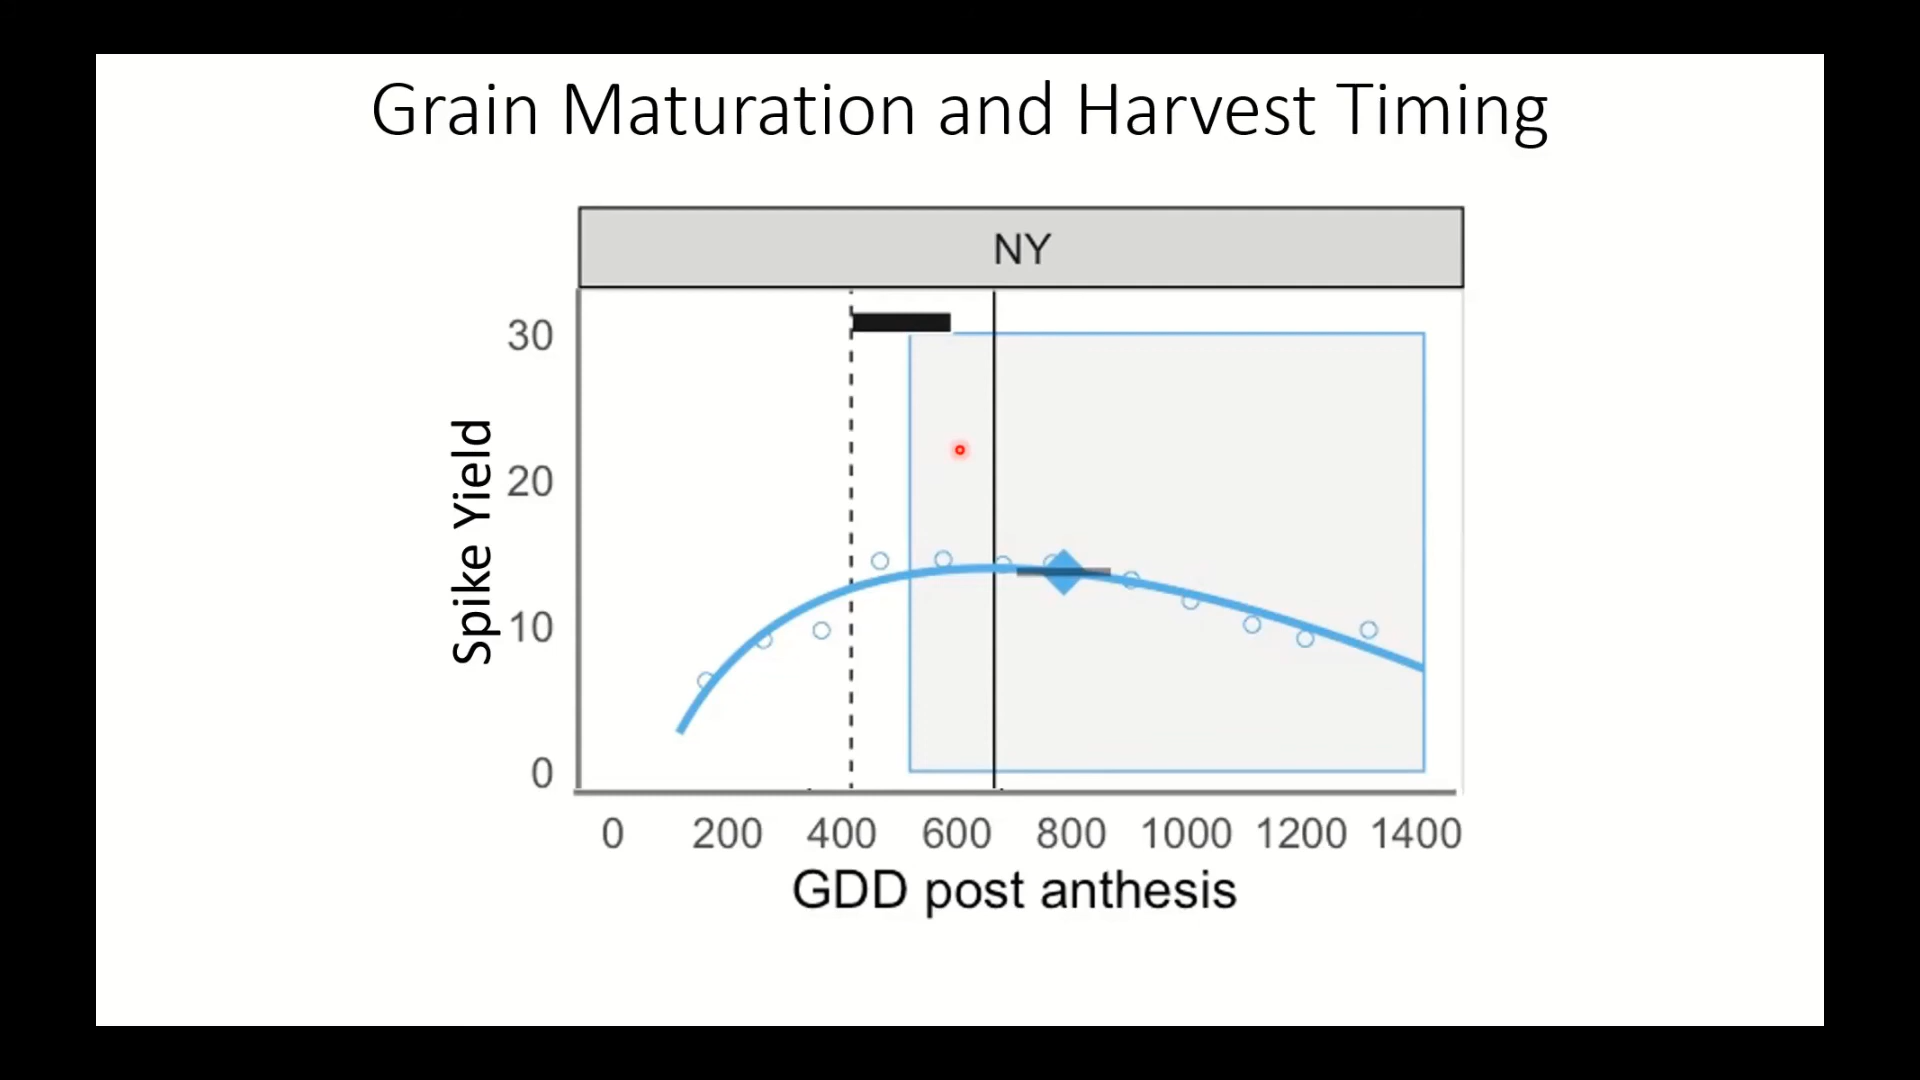 Grain Maturation and Harvest Timing
NY
30
20
10
0
Spike Yield
0 200 400 600 800 1000 1200 1400
GDD post anthesis